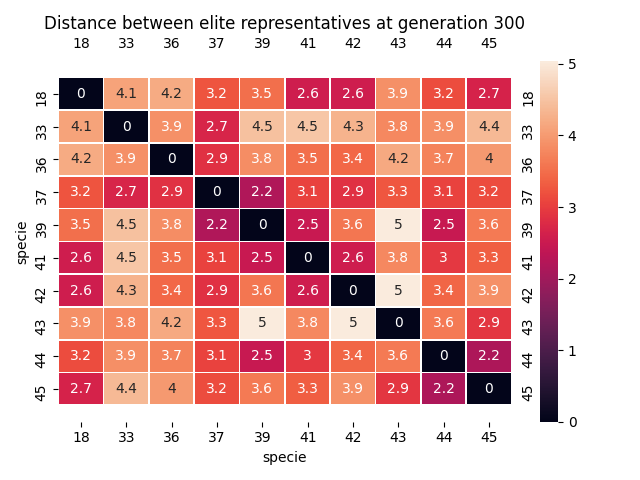 Distance between elite representatives at generation 300
18 33 36 37 39 41 42 43 44 45
18 0 4.1 4.2 3.2 3.5 2.6 2.6 3.9 3.2 2.7 18
33 4.1 0 3.9 2.7 4.5 4.5 4.3 3.8 3.9 4.4 33
36 4.2 3.9 0 2.9 3.8 3.5 3.4 4.2 3.7 4 36
37 3.2 2.7 2.9 0 2.2 3.1 2.9 3.3 3.1 3.2 37
39 3.5 4.5 3.8 2.2 0 2.5 3.6 5 2.5 3.6 39
41 2.6 4.5 3.5 3.1 2.5 0 2.6 3.8 3 3.3 41
42 2.6 4.3 3.4 2.9 3.6 2.6 0 5 3.4 3.9 42
43 3.9 3.8 4.2 3.3 5 3.8 5 0 3.6 2.9 43
44 3.2 3.9 3.7 3.1 2.5 3 3.4 3.6 0 2.2 44
45 2.7 4.4 4 3.2 3.6 3.3 3.9 2.9 2.2 0 45
18 33 36 37 39 41 42 43 44 45
specie
specie
5
4
3
2
1
0